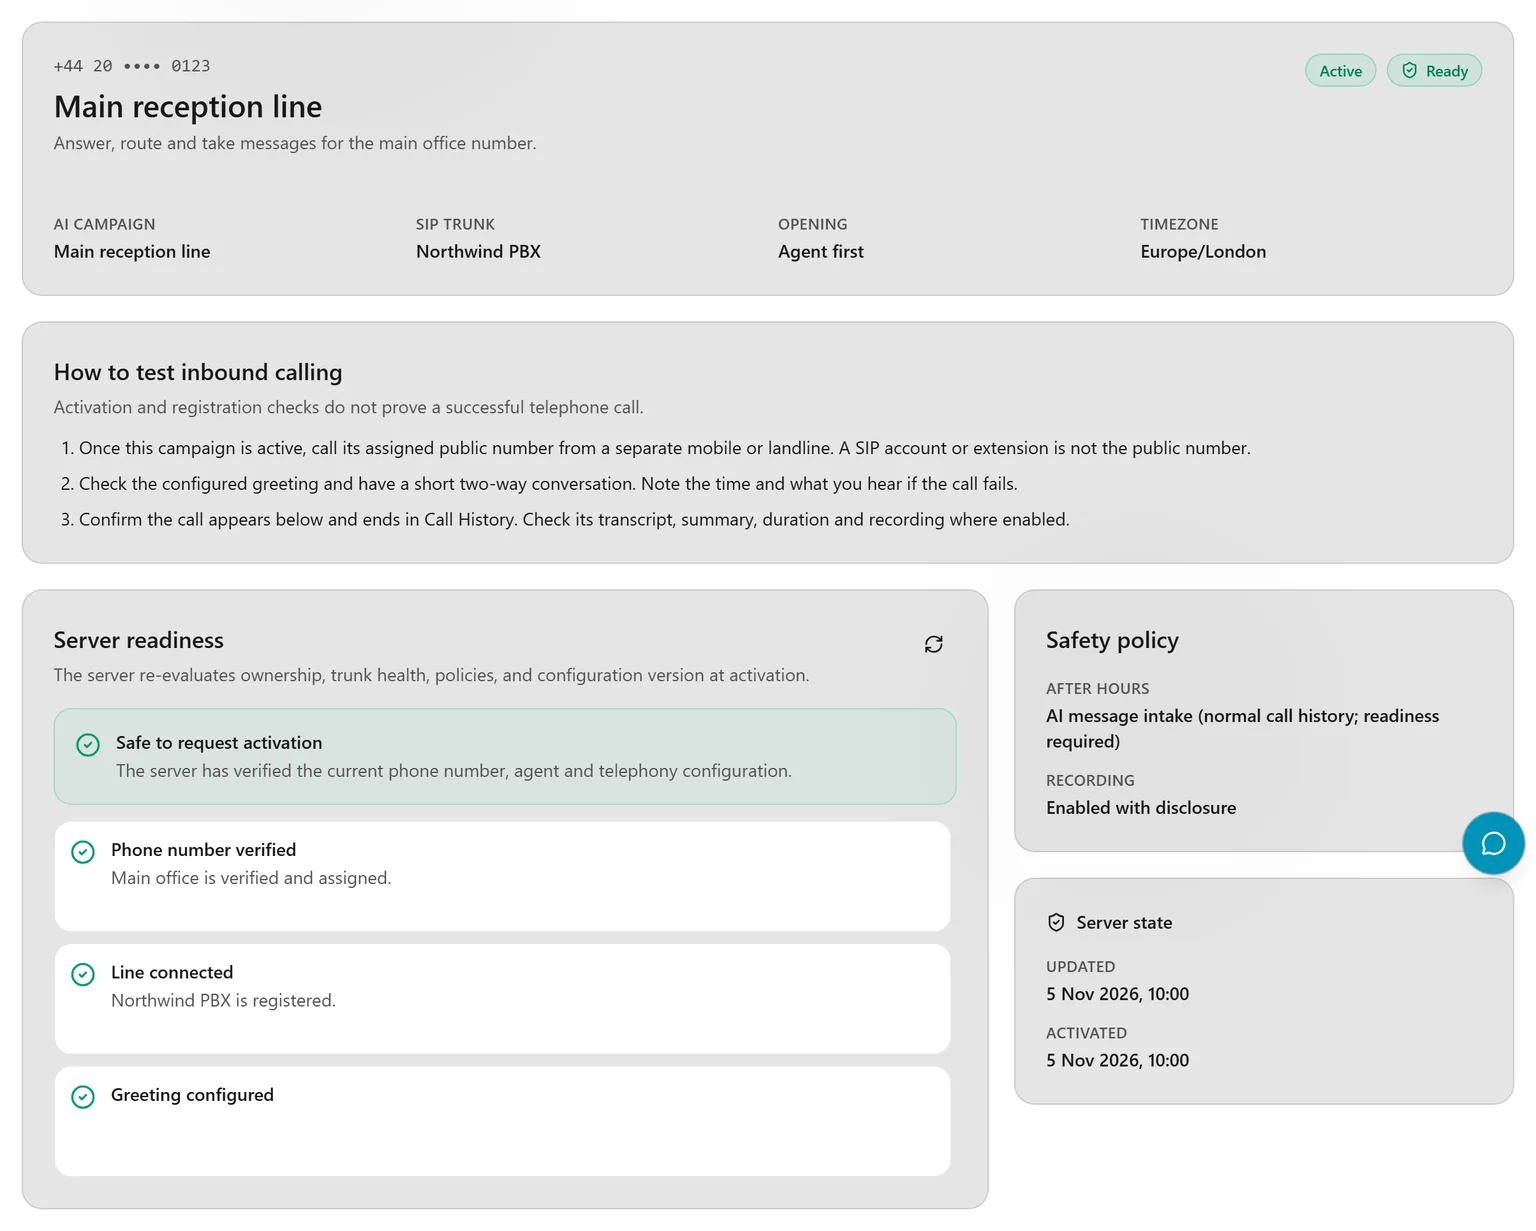 +44 20 •••• 0123
Active
Ready
Main reception line
Answer, route and take messages for the main office number.
AI CAMPAIGN
Main reception line
SIP TRUNK
Northwind PBX
OPENING
Agent first
TIMEZONE
Europe/London
How to test inbound calling
Activation and registration checks do not prove a successful telephone call.
1. Once this campaign is active, call its assigned public number from a separate mobile or landline. A SIP account or extension is not the public number.
2. Check the configured greeting and have a short two-way conversation. Note the time and what you hear if the call fails.
3. Confirm the call appears below and ends in Call History. Check its transcript, summary, duration and recording where enabled.
Server readiness
The server re-evaluates ownership, trunk health, policies, and configuration version at activation.
Safe to request activation
The server has verified the current phone number, agent and telephony configuration.
Phone number verified
Main office is verified and assigned.
Line connected
Northwind PBX is registered.
Greeting configured
Safety policy
AFTER HOURS
AI message intake (normal call history; readiness
required)
RECORDING
Enabled with disclosure
Server state
UPDATED
5 Nov 2026, 10:00
ACTIVATED
5 Nov 2026, 10:00